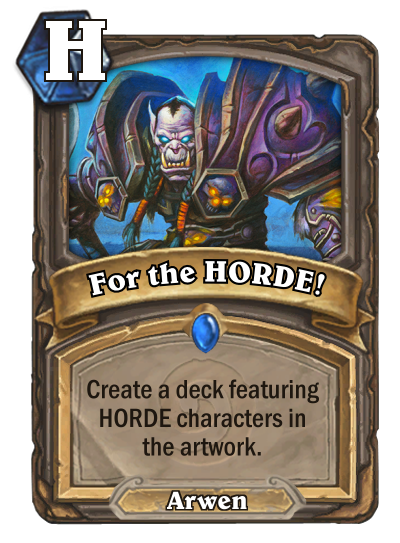 H
For the HORDE!
Create a deck featuring
HORDE characters in
the artwork.
Arwen